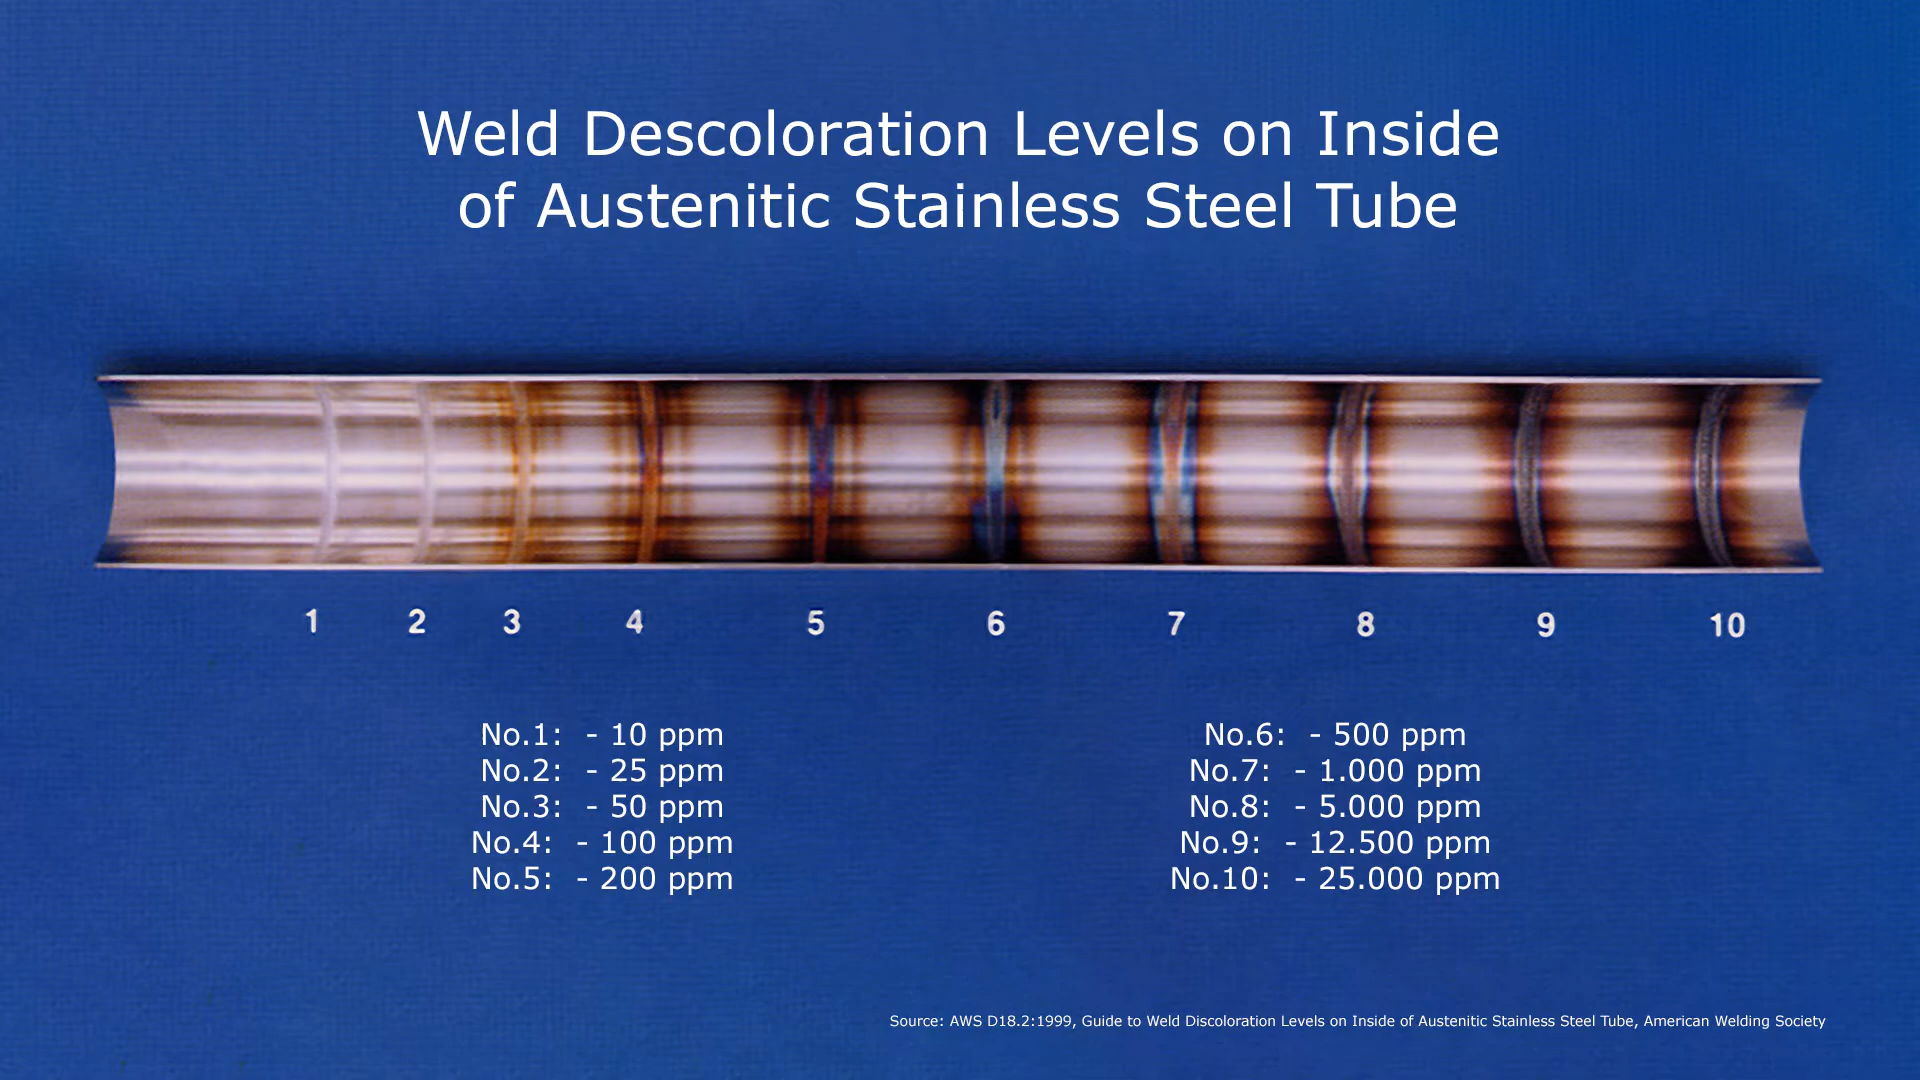 Weld Descoloration Levels on Inside
of Austenitic Stainless Steel Tube
1 2 3 4 5 6 7 8 9 10
No.1: - 10 ppm
No.2: - 25 ppm
No.3: - 50 ppm
No.4: - 100 ppm
No.5: - 200 ppm
No.6: - 500 ppm
No.7: - 1.000 ppm
No.8: - 5.000 ppm
No.9: - 12.500 ppm
No.10: - 25.000 ppm
Source: AWS D18.2:1999, Guide to Weld Discoloration Levels on Inside of Austenitic Stainless Steel Tube, American Welding Society